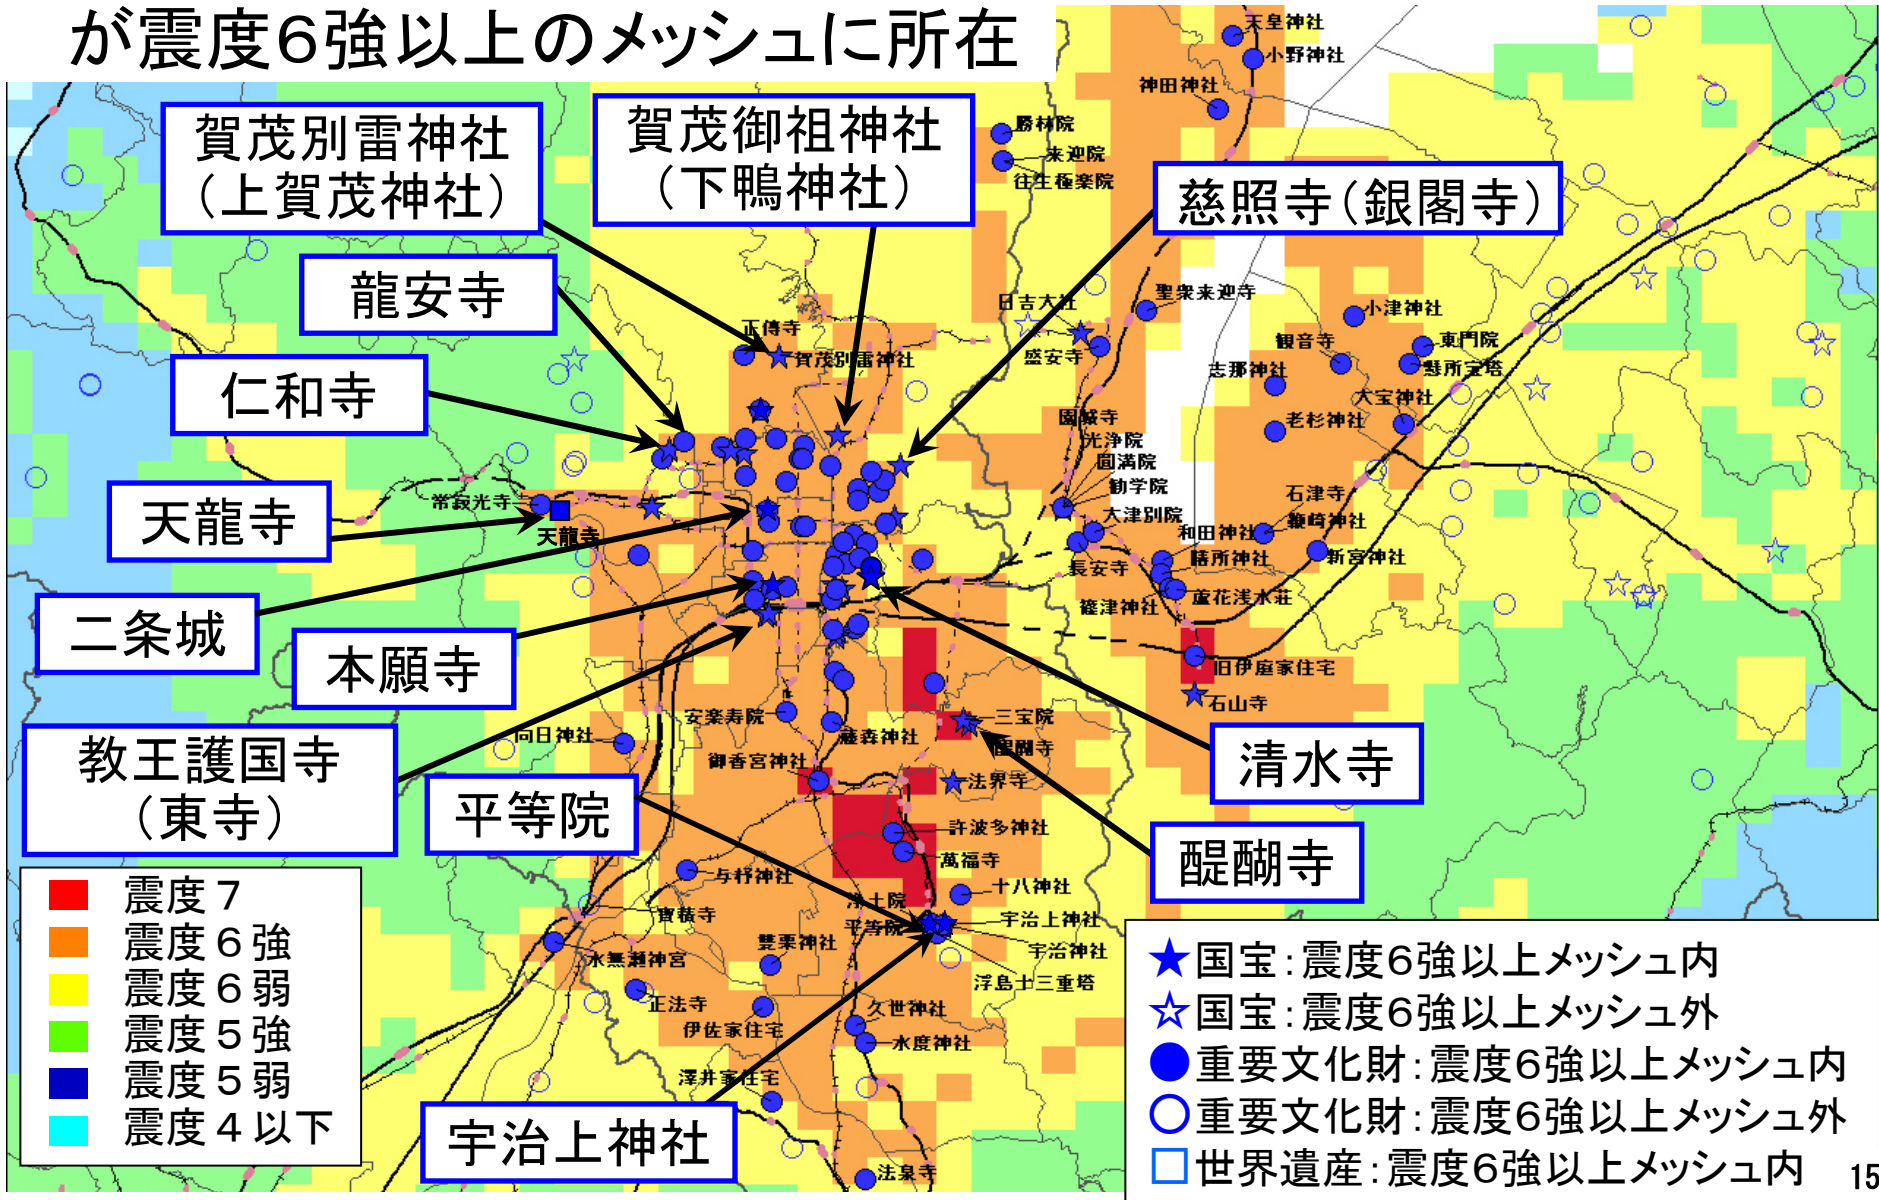 が震度６強以上のメッシュに所在
賀茂別雷神社
（上賀茂神社）
賀茂御祖神社
（下鴨神社）
慈照寺（銀閣寺）
龍安寺
仁和寺
天龍寺
二条城
本願寺
教王護国寺
（東寺）
平等院
宇治上神社
清水寺
醍醐寺
天皇神社
小野神社
神田神社
勝林院
来迎院
往生極楽院
聖衆来迎寺
日吉大社
盛安寺
小津神社
観音寺
東門院
懸所宝塔
志那神社
大宝神社
老杉神社
正傳寺
賀茂別雷神社
園城寺
光浄院
圓満院
勧学院
大津別院
長安寺
石津寺
鞭崎神社
和田神社
新宮神社
膳所神社
篠津神社
蘆花浅水荘
旧伊庭家住宅
石山寺
常寂光寺
天龍寺
安楽寿院
向日神社
藤森神社
御香宮神社
三宝院
醍醐寺
法界寺
許波多神社
萬福寺
与杼神社
十八神社
浄土院
平等院
宇治上神社
宇治神社
浮島十三重塔
寶積寺
水無瀬神宮
雙栗神社
正法寺
伊佐家住宅
久世神社
水度神社
澤井家住宅
法泉寺
震度７
震度６強
震度６弱
震度５強
震度５弱
震度４以下
★国宝：震度６強以上メッシュ内
☆国宝：震度６強以上メッシュ外
●重要文化財：震度６強以上メッシュ内
○重要文化財：震度６強以上メッシュ外
□世界遺産：震度６強以上メッシュ内
15